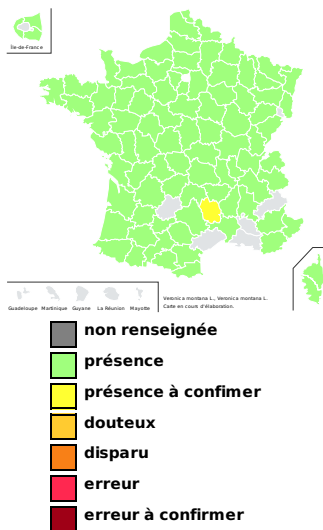 Île-de-France
Veronica montana L., Veronica montana L.
Carte en cours d'élaboration.
Guadeloupe Martinique Guyane La Réunion Mayotte
non renseignée
présence
présence à confimer
douteux
disparu
erreur
erreur à confirmer